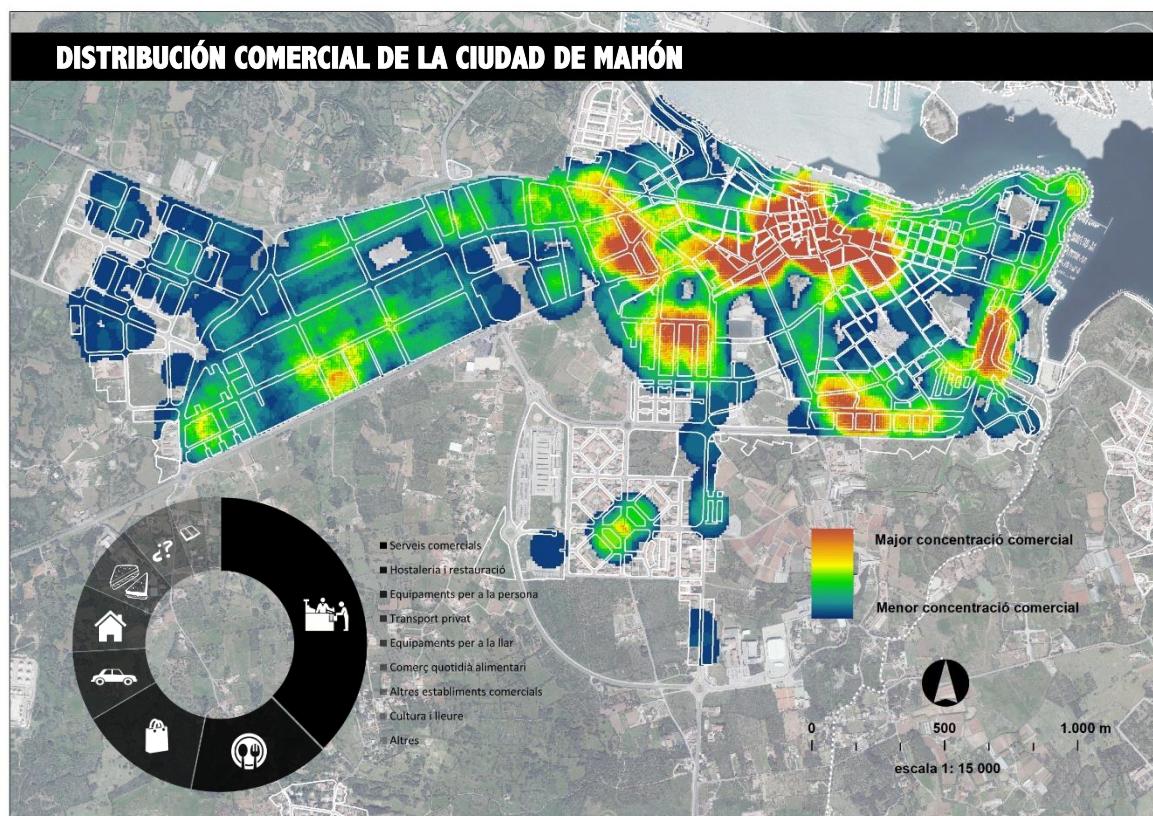 DISTRIBUCIÓN COMERCIAL DE LA CIUDAD DE MAHÓN
Serveis comercials
Hostaleria i restauració
Equipaments per a la persona
Transport privat
Equipaments per a la llar
Comerç quotidià alimentari
Altres establiments comercials
Cultura i lleure
Altres
¿?
Major concentració comercial
Menor concentració comercial
0 500 1.000 m
escala 1: 15 000